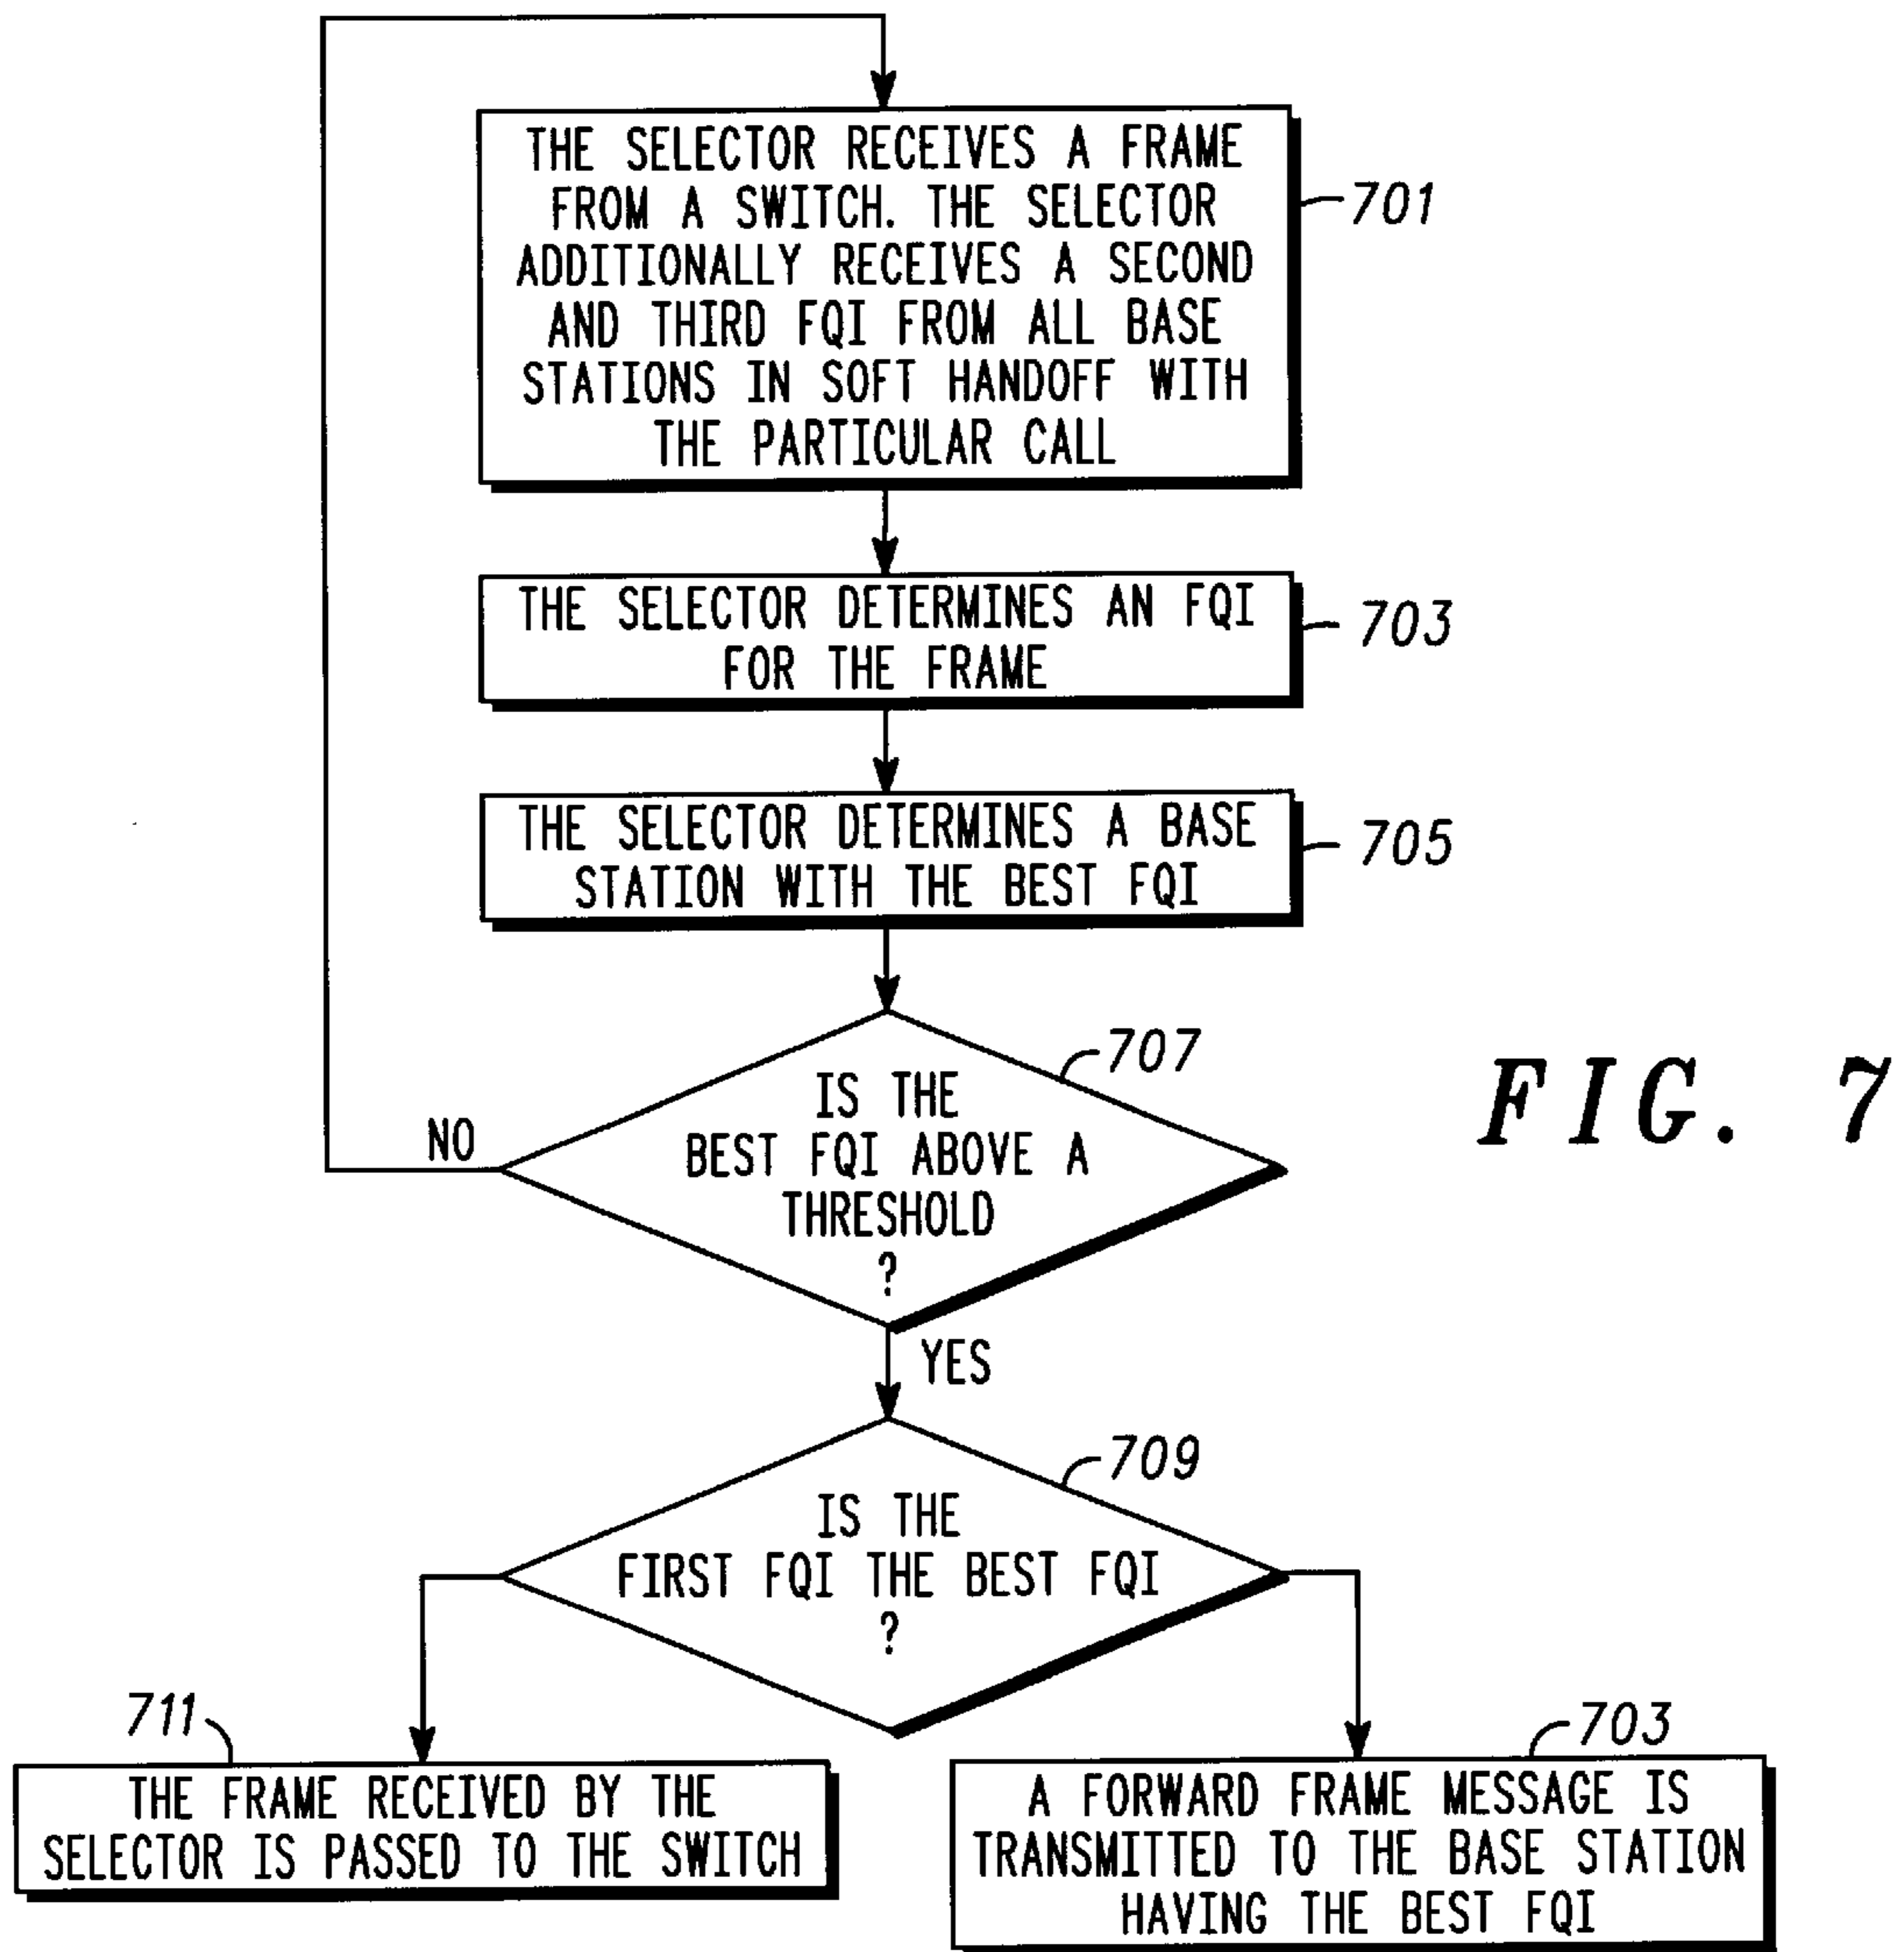 THE SELECTOR RECEIVES A FRAME
FROM A SWITCH. THE SELECTOR
ADDITIONALLY RECEIVES A SECOND
AND THIRD FQI FROM ALL BASE
STATIONS IN SOFT HANDOFF WITH
THE PARTICULAR CALL
701
THE SELECTOR DETERMINES AN FQI
FOR THE FRAME
703
THE SELECTOR DETERMINES A BASE
STATION WITH THE BEST FQI
705
707
IS THE
BEST FQI ABOVE A
THRESHOLD
?
NO
FIG. 7
YES
709
IS THE
FIRST FQI THE BEST FQI
?
711
THE FRAME RECEIVED BY THE
SELECTOR IS PASSED TO THE SWITCH
703
A FORWARD FRAME MESSAGE IS
TRANSMITTED TO THE BASE STATION
HAVING THE BEST FQI